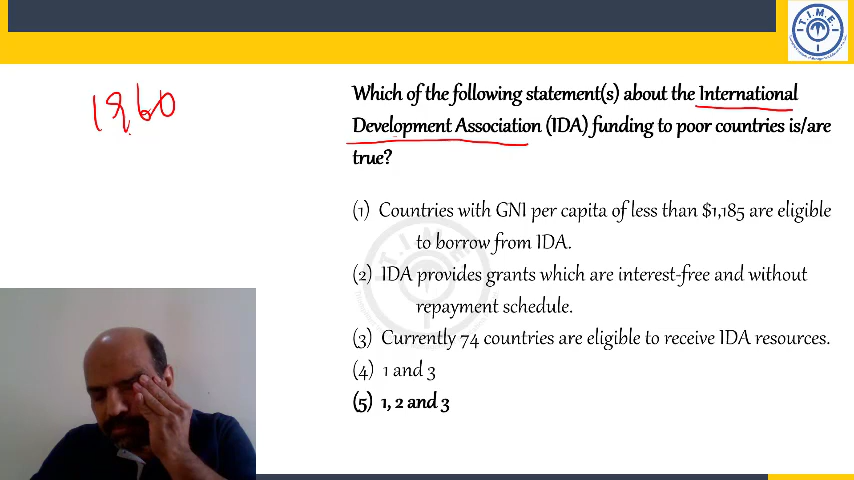 T.I.M.E.
1960
Which of the following statement(s) about the International
Development Association (IDA) funding to poor countries is/are
true?
(1) Countries with GNI per capita of less than $1,185 are eligible
to borrow from IDA.
(2) IDA provides grants which are interest-free and without
repayment schedule.
(3) Currently 74 countries are eligible to receive IDA resources.
(4) 1 and 3
(5) 1, 2 and 3